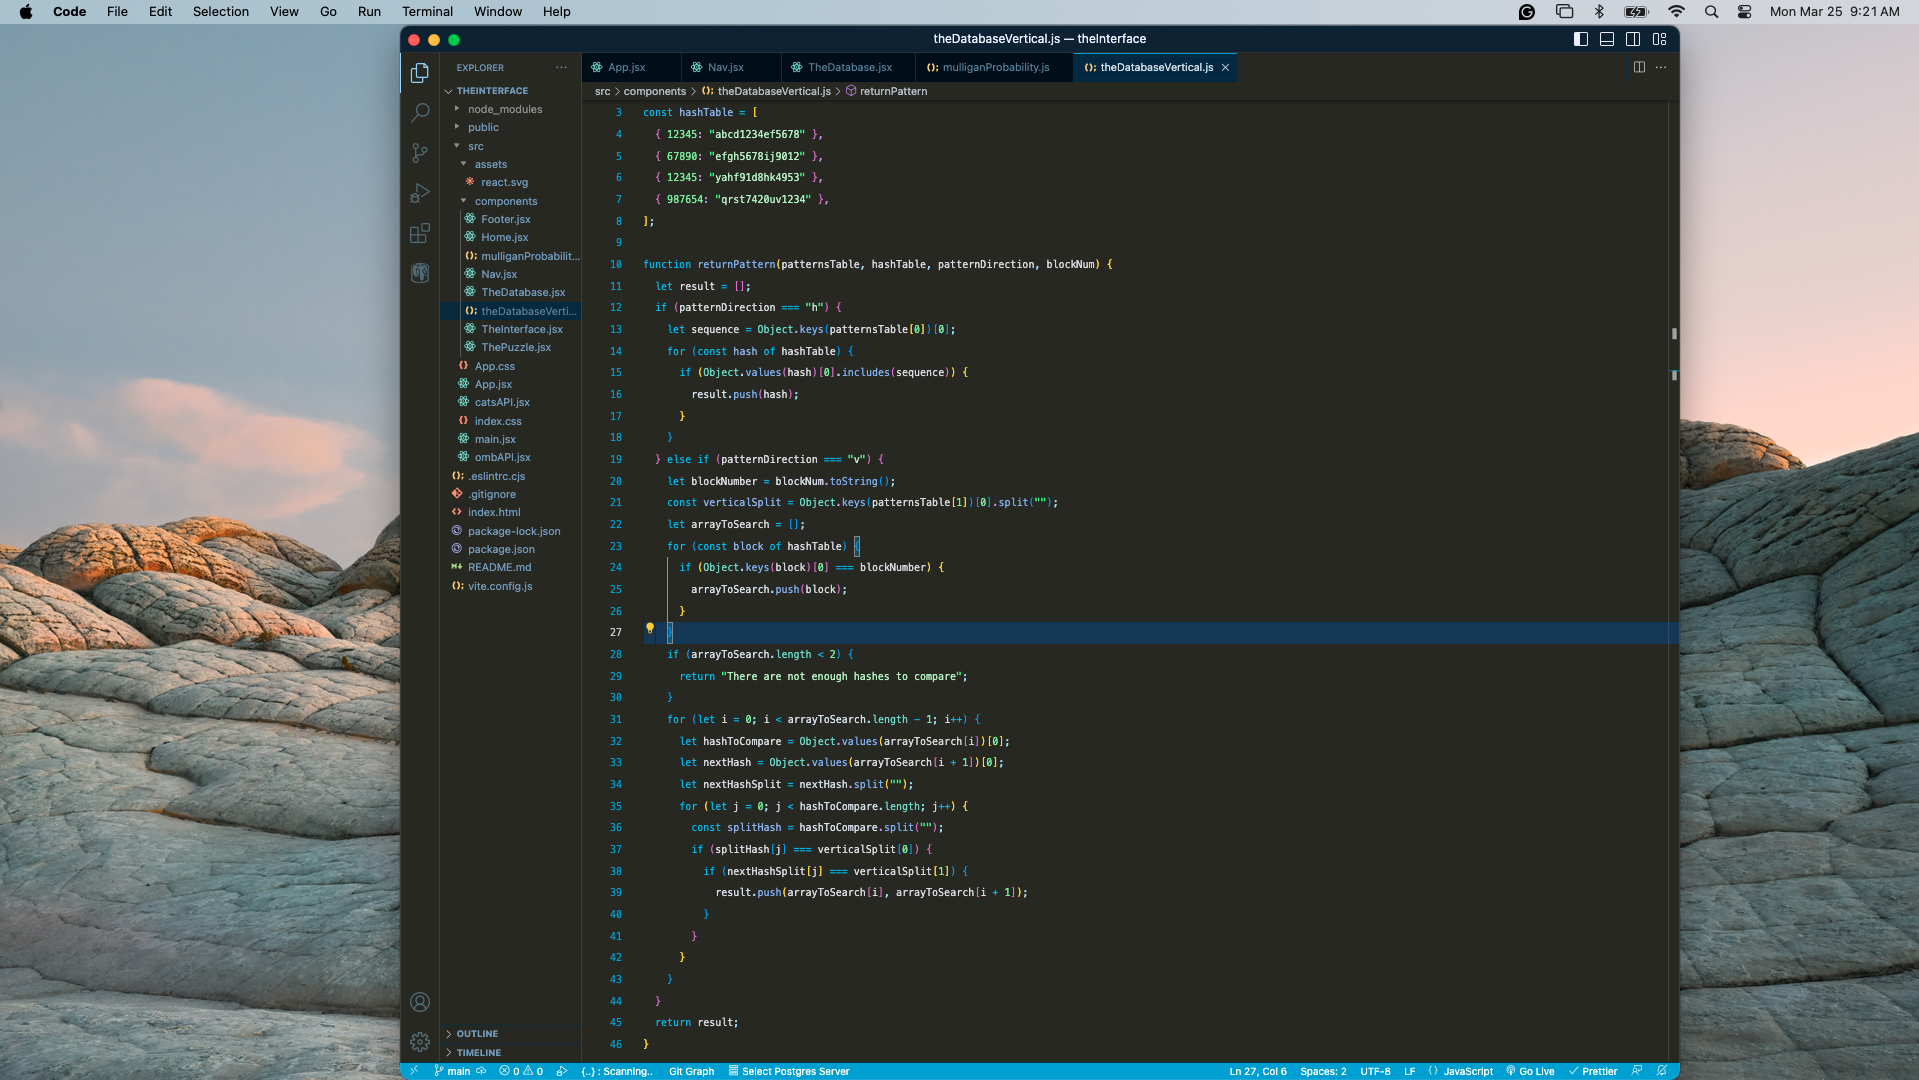 Code File Edit Selection View Go Run Terminal Window Help Mon Mar 25 9:21 AM
theDatabaseVertical.js — theInterface
EXPLORER
THEINTERFACE
node_modules
public
src
assets
react.svg
components
Footer.jsx
Home.jsx
mulliganProbabilit...
Nav.jsx
TheDatabase.jsx
theDatabaseVerti...
TheInterface.jsx
ThePuzzle.jsx
App.css
App.jsx
catsAPI.jsx
index.css
main.jsx
ombAPI.jsx
.eslintrc.cjs
.gitignore
index.html
package-lock.json
package.json
README.md
vite.config.js
OUTLINE
TIMELINE
App.jsx Nav.jsx TheDatabase.jsx mulliganProbability.js theDatabaseVertical.js
src > components > theDatabaseVertical.js > returnPattern
3 const hashTable = [
4 { 12345: "abcd1234ef5678" },
5 { 67890: "efgh5678ij9012" },
6 { 12345: "yahf91d8hk4953" },
7 { 987654: "qrst7420uv1234" },
8 ];
9
10 function returnPattern(patternsTable, hashTable, patternDirection, blockNum) {
11 let result = [];
12 if (patternDirection === "h") {
13 let sequence = Object.keys(patternsTable[0])[0];
14 for (const hash of hashTable) {
15 if (Object.values(hash)[0].includes(sequence)) {
16 result.push(hash);
17 }
18 }
19 } else if (patternDirection === "v") {
20 let blockNumber = blockNum.toString();
21 const verticalSplit = Object.keys(patternsTable[1])[0].split("");
22 let arrayToSearch = [];
23 for (const block of hashTable) {
24 if (Object.keys(block)[0] === blockNumber) {
25 arrayToSearch.push(block);
26 }
27 }
28 if (arrayToSearch.length < 2) {
29 return "There are not enough hashes to compare";
30 }
31 for (let i = 0; i < arrayToSearch.length - 1; i++) {
32 let hashToCompare = Object.values(arrayToSearch[i])[0];
33 let nextHash = Object.values(arrayToSearch[i + 1])[0];
34 let nextHashSplit = nextHash.split("");
35 for (let j = 0; j < hashToCompare.length; j++) {
36 const splitHash = hashToCompare.split("");
37 if (splitHash[j] === verticalSplit[0]) {
38 if (nextHashSplit[j] === verticalSplit[1]) {
39 result.push(arrayToSearch[i], arrayToSearch[i + 1]);
40 }
41 }
42 }
43 }
44 }
45 return result;
46 }
main 0 0 {..} : Scanning.. Git Graph Select Postgres Server Ln 27, Col 6 Spaces: 2 UTF-8 LF JavaScript Go Live Prettier